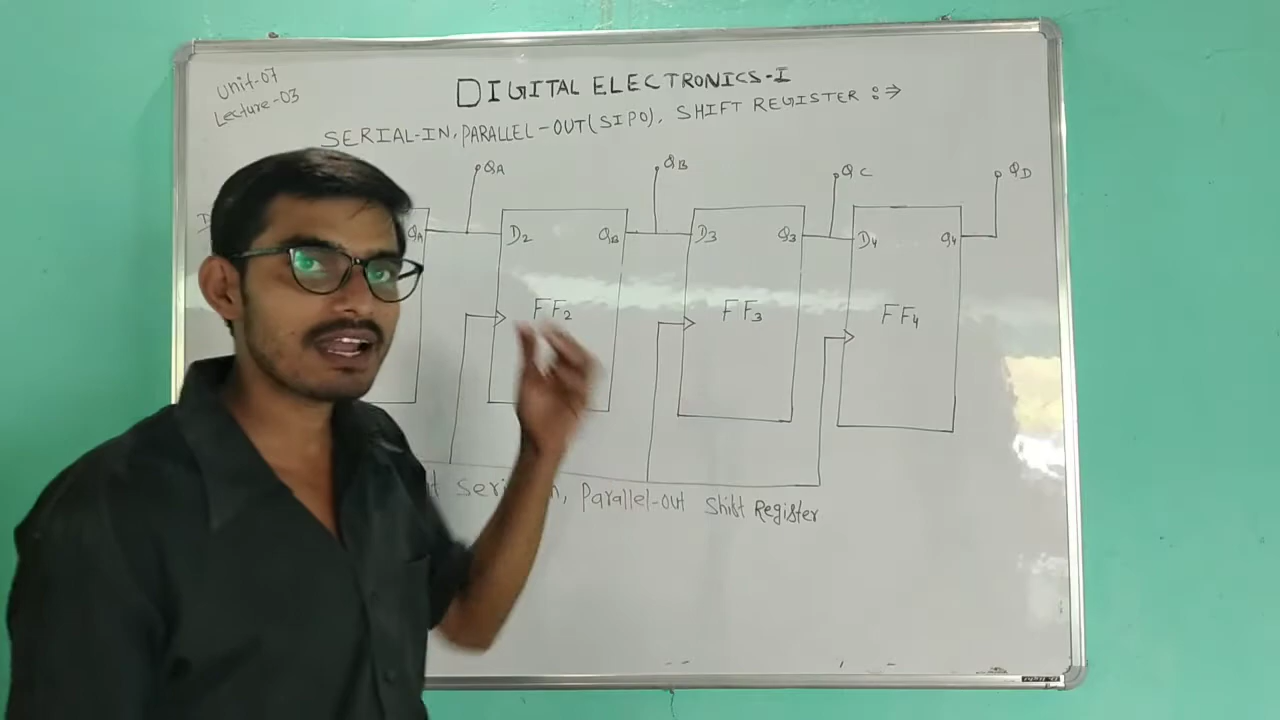 Unit-07
Lecture-03
DIGITAL ELECTRONICS-I
SERIAL-IN, PARALLEL-OUT(SIPO), SHIFT REGISTER :⇒
QA QB QC QD
QA D2 QB D3 Q3 D4 Q4
FF2 FF3 FF4
Parallel-out Shift Register